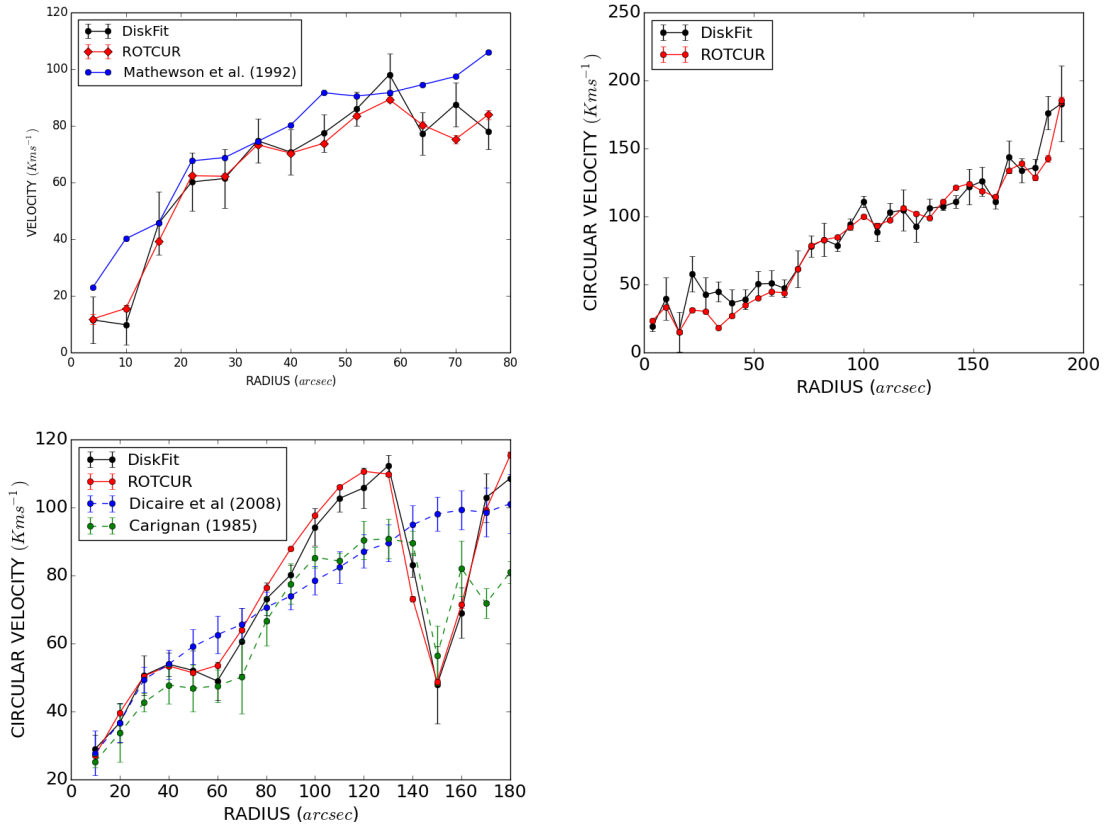 120
100
80
60
40
20
0
VELOCITY (Kms⁻¹)
DiskFit
ROTCUR
Mathewson et al. (1992)
0 10 20 30 40 50 60 70 80
RADIUS (arcsec)
250
200
150
100
50
0
CIRCULAR VELOCITY (Kms⁻¹)
DiskFit
ROTCUR
0 50 100 150 200
RADIUS (arcsec)
120
100
80
60
40
20
CIRCULAR VELOCITY (Kms⁻¹)
DiskFit
ROTCUR
Dicaire et al (2008)
Carignan (1985)
0 20 40 60 80 100 120 140 160 180
RADIUS (arcsec)